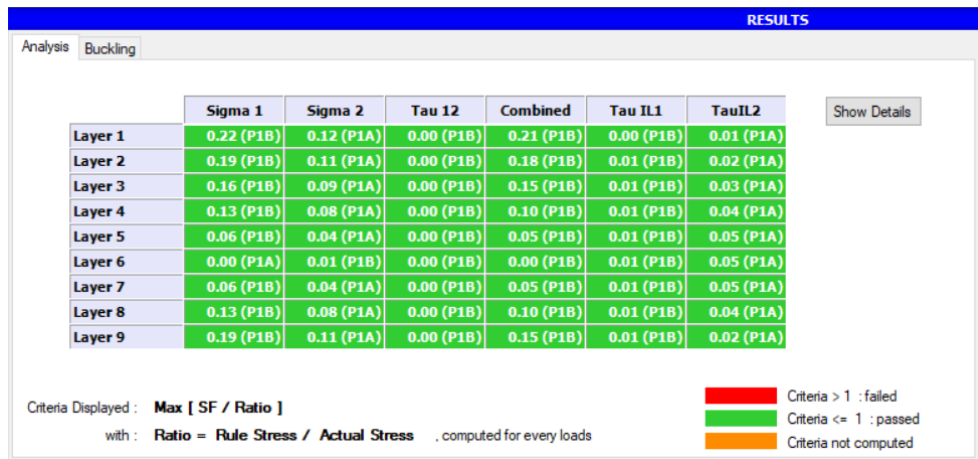 RESULTS
Analysis Buckling
Sigma 1 Sigma 2 Tau 12 Combined Tau IL1 TauIL2 Show Details
Layer 1 0.22 (P1B) 0.12 (P1A) 0.00 (P1B) 0.21 (P1B) 0.00 (P1B) 0.01 (P1A)
Layer 2 0.19 (P1B) 0.11 (P1A) 0.00 (P1B) 0.18 (P1B) 0.01 (P1B) 0.02 (P1A)
Layer 3 0.16 (P1B) 0.09 (P1A) 0.00 (P1B) 0.15 (P1B) 0.01 (P1B) 0.03 (P1A)
Layer 4 0.13 (P1B) 0.08 (P1A) 0.00 (P1B) 0.10 (P1B) 0.01 (P1B) 0.04 (P1A)
Layer 5 0.06 (P1B) 0.04 (P1A) 0.00 (P1B) 0.05 (P1B) 0.01 (P1B) 0.05 (P1A)
Layer 6 0.00 (P1A) 0.01 (P1B) 0.00 (P1B) 0.00 (P1B) 0.01 (P1B) 0.05 (P1A)
Layer 7 0.06 (P1B) 0.04 (P1A) 0.00 (P1B) 0.05 (P1B) 0.01 (P1B) 0.05 (P1A)
Layer 8 0.13 (P1B) 0.08 (P1A) 0.00 (P1B) 0.10 (P1B) 0.01 (P1B) 0.04 (P1A)
Layer 9 0.19 (P1B) 0.11 (P1A) 0.00 (P1B) 0.15 (P1B) 0.01 (P1B) 0.02 (P1A)
Criteria Displayed : Max [ SF / Ratio ]
with : Ratio = Rule Stress / Actual Stress , computed for every loads
Criteria > 1 : failed
Criteria <= 1 : passed
Criteria not computed